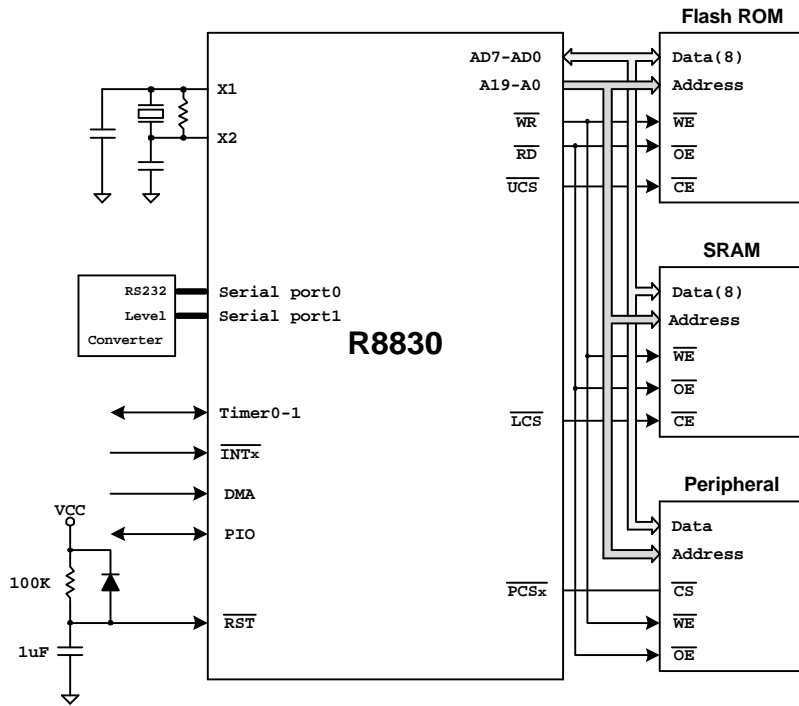 Flash ROM
AD7-AD0
Data(8)
A19-A0
Address
X1
WR
WE
X2
RD
OE
UCS
CE
SRAM
RS232
Serial port0
Data(8)
Level
Serial port1
Address
Converter
R8830
WE
OE
Timer0-1
LCS
CE
INTx
Peripheral
DMA
VCC
PIO
Data
Address
100K
PCSx
CS
RST
WE
1uF
OE